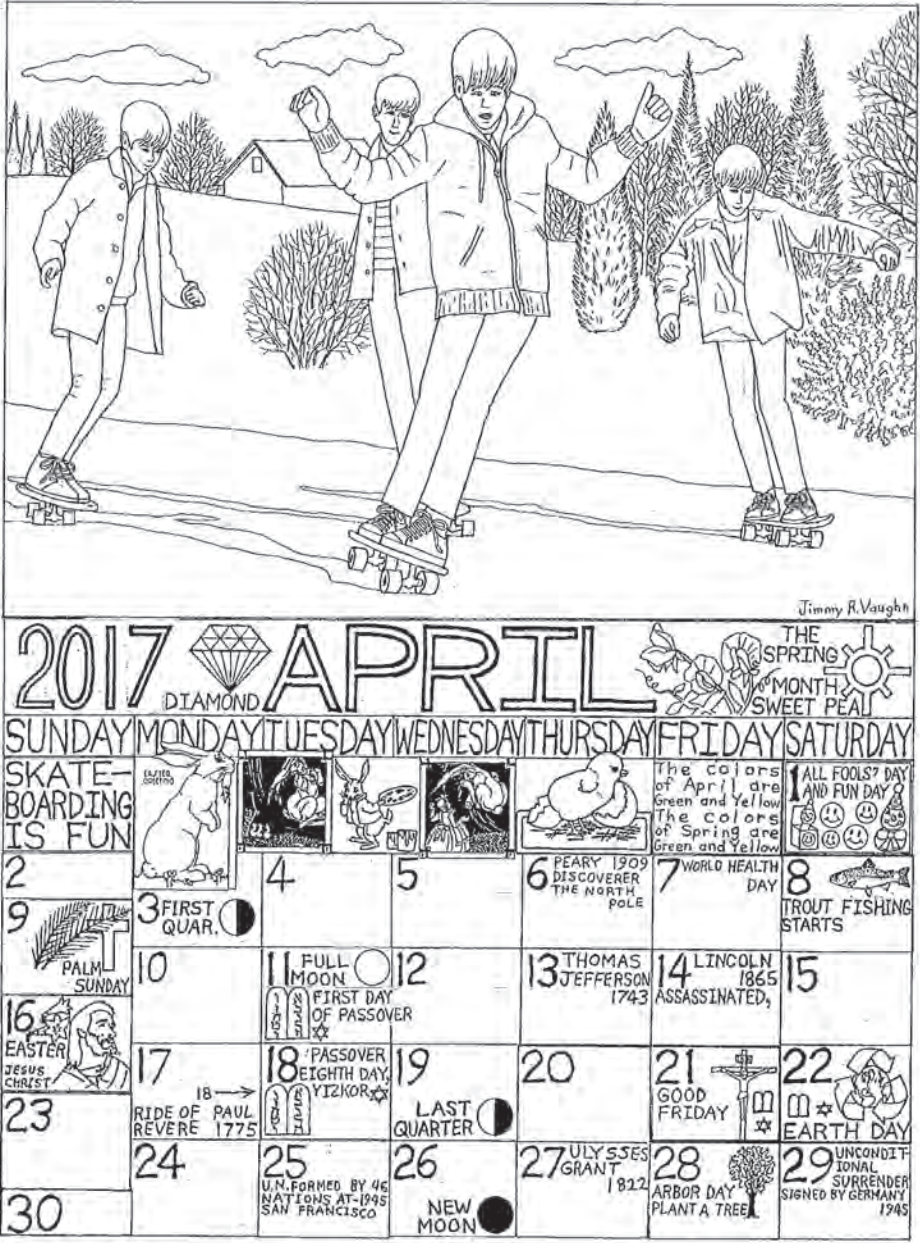 Jimmy R. Vaughn
2017
DIAMOND
APRIL
THE
SPRING
MONTH
SWEET PEA
SUNDAY MONDAY TUESDAY WEDNESDAY THURSDAY FRIDAY SATURDAY
SKATE-
BOARDING
IS FUN
The colors
of April are
Green and Yellow
The colors
of Spring are
Green and Yellow
1 ALL FOOLS' DAY
AND FUN DAY
2
3 FIRST
QUAR.
4
5
6 PEARY 1909
DISCOVERER
THE NORTH
POLE
7 WORLD HEALTH
DAY
8
TROUT FISHING
STARTS
9
PALM
SUNDAY
10
11 FULL
MOON
FIRST DAY
OF PASSOVER
12
13 THOMAS
JEFFERSON
1743
14 LINCOLN
1865
ASSASSINATED,
15
16
EASTER
JESUS
CHRIST
17
18 →
RIDE OF PAUL
REVERE 1775
18 PASSOVER
EIGHTH DAY
YIZKOR
19
LAST
QUARTER
20
21
GOOD
FRIDAY
22
EARTH DAY
23
24
25
U.N. FORMED BY 46
NATIONS AT-1945
SAN FRANCISCO
26
NEW
MOON
27 ULYSSES
GRANT
1822
28
ARBOR DAY
PLANT A TREE
29 UNCONDIT-
IONAL
SURRENDER
SIGNED BY GERMANY
1945
30